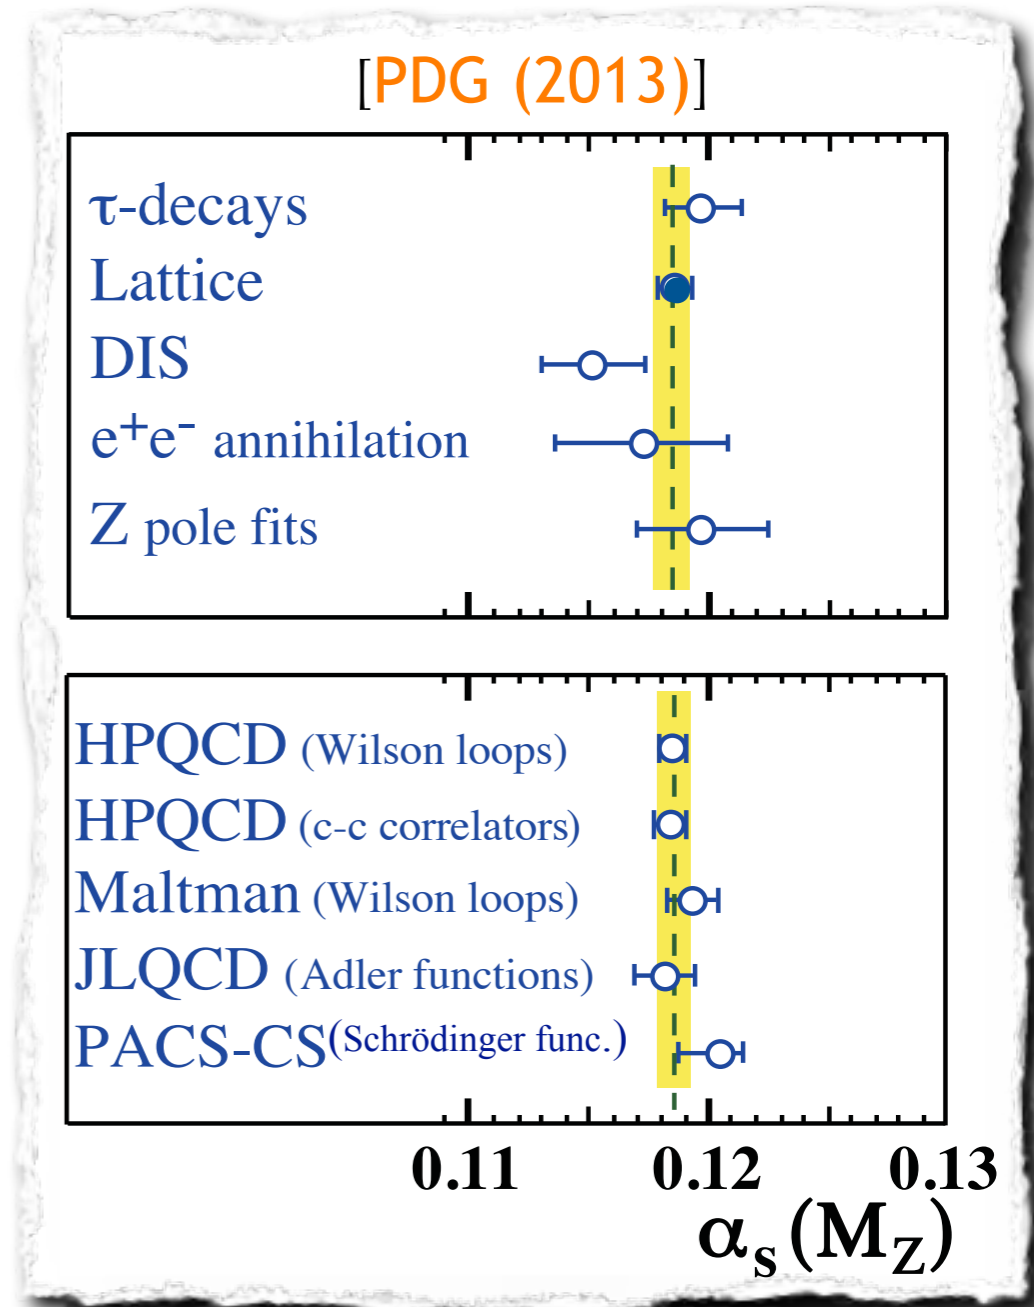 [PDG (2013)]
τ-decays
Lattice
DIS
e⁺e⁻ annihilation
Z pole fits
HPQCD (Wilson loops)
HPQCD (c-c correlators)
Maltman (Wilson loops)
JLQCD (Adler functions)
PACS-CS (Schrödinger func.)
0.11 0.12 0.13
αₛ(M_Z)